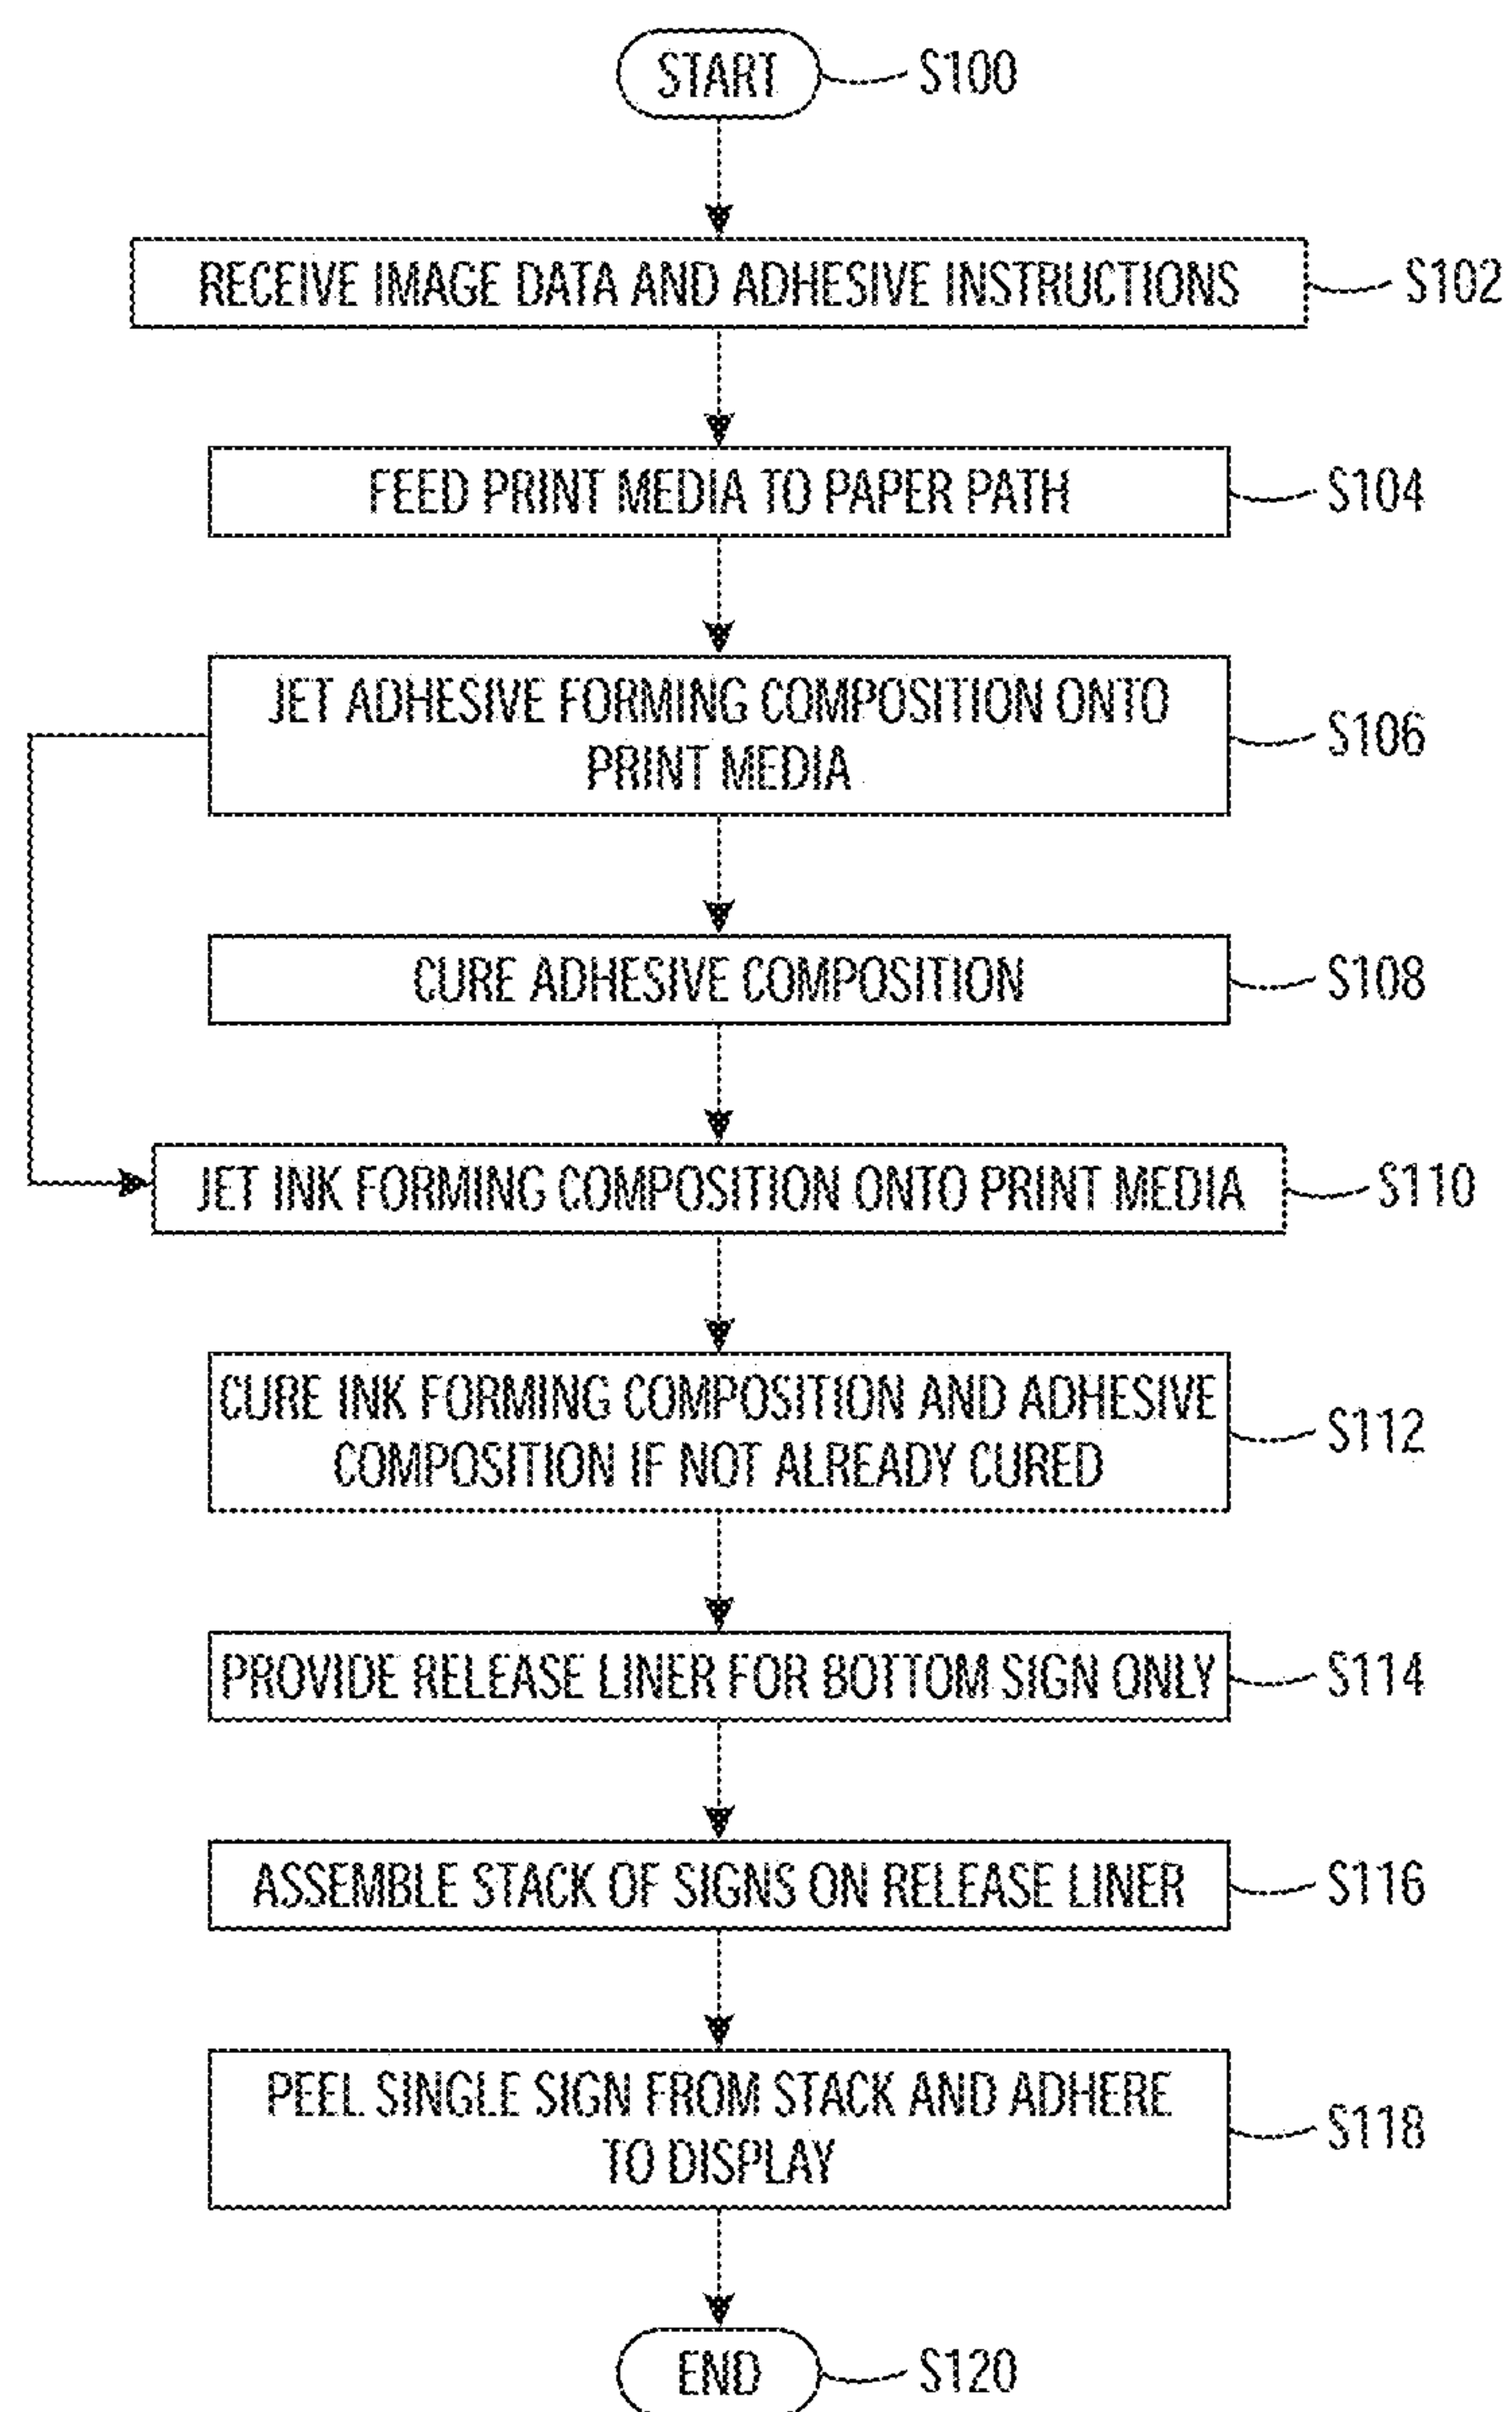 START
S100
RECEIVE IMAGE DATA AND ADHESIVE INSTRUCTIONS
S102
FEED PRINT MEDIA TO PAPER PATH
S104
JET ADHESIVE FORMING COMPOSITION ONTO
PRINT MEDIA
S106
CURE ADHESIVE COMPOSITION
S108
JET INK FORMING COMPOSITION ONTO PRINT MEDIA
S110
CURE INK FORMING COMPOSITION AND ADHESIVE
COMPOSITION IF NOT ALREADY CURED
S112
PROVIDE RELEASE LINER FOR BOTTOM SIGN ONLY
S114
ASSEMBLE STACK OF SIGNS ON RELEASE LINER
S116
PEEL SINGLE SIGN FROM STACK AND ADHERE
TO DISPLAY
S118
END
S120